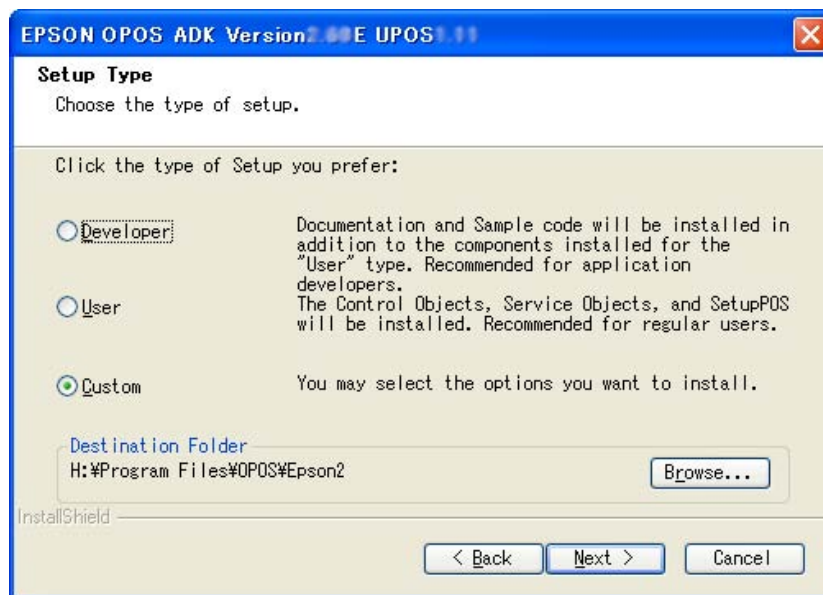 EPSON OPOS ADK Version E UPOS
Setup Type
Choose the type of setup.
Click the type of Setup you prefer:
Developer
Documentation and Sample code will be installed in
addition to the components installed for the
"User" type. Recommended for application
developers.
User
The Control Objects, Service Objects, and SetupPOS
will be installed. Recommended for regular users.
Custom
You may select the options you want to install.
Destination Folder
H:¥Program Files¥OPOS¥Epson2
Browse...
InstallShield
< Back
Next >
Cancel